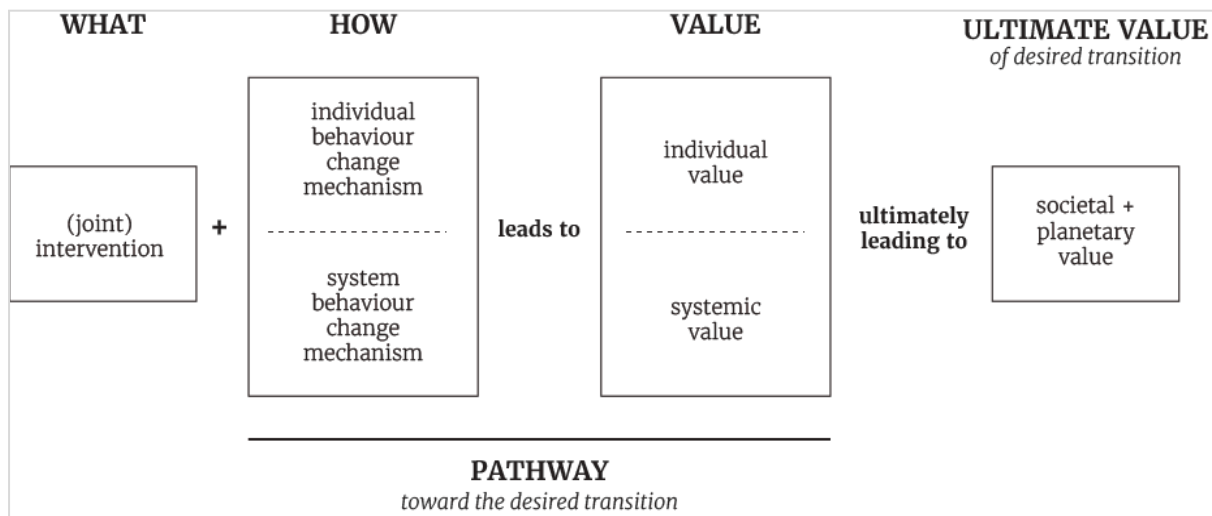 WHAT
HOW
VALUE
ULTIMATE VALUE
of desired transition
(joint)
intervention
+
individual
behaviour
change
mechanism
system
behaviour
change
mechanism
leads to
individual
value
systemic
value
ultimately
leading to
societal +
planetary
value
PATHWAY
toward the desired transition